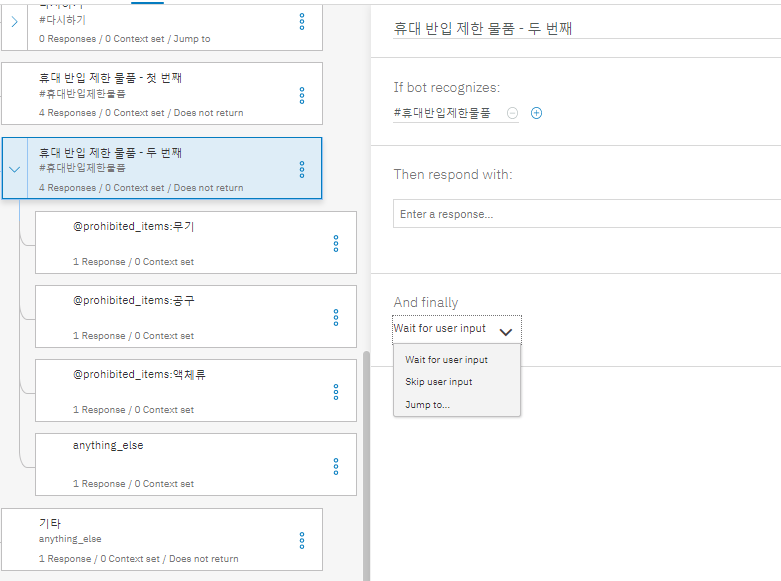 다시하기
#다시하기
0 Responses / 0 Context set / Jump to
휴대 반입 제한 물품 - 첫 번째
#휴대반입제한물품
4 Responses / 0 Context set / Does not return
휴대 반입 제한 물품 - 두 번째
#휴대반입제한물품
4 Responses / 0 Context set / Does not return
@prohibited_items:무기
1 Response / 0 Context set
@prohibited_items:공구
1 Response / 0 Context set
@prohibited_items:액체류
1 Response / 0 Context set
anything_else
1 Response / 0 Context set
기타
anything_else
1 Response / 0 Context set / Does not return
휴대 반입 제한 물품 - 두 번째
If bot recognizes:
#휴대반입제한물품
Then respond with:
Enter a response...
And finally
Wait for user input
Wait for user input
Skip user input
Jump to...